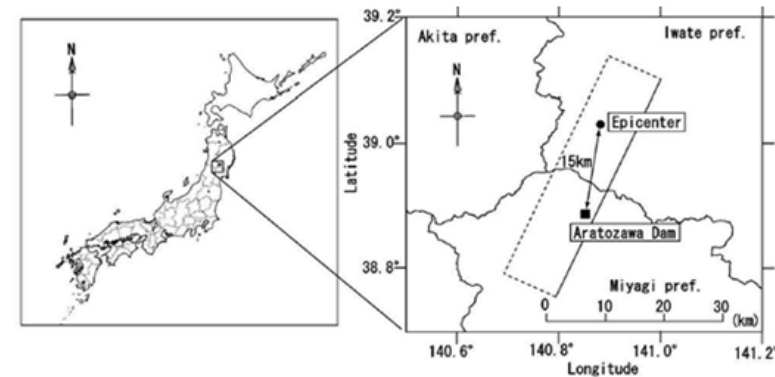 N
39.2°
39.0°
38.8°
Latitude
Akita pref.
Iwate pref.
N
Epicenter
15km
Aratozawa Dam
Miyagi pref.
0 10 20 30
(km)
140.6° 140.8° 141.0° 141.2°
Longitude